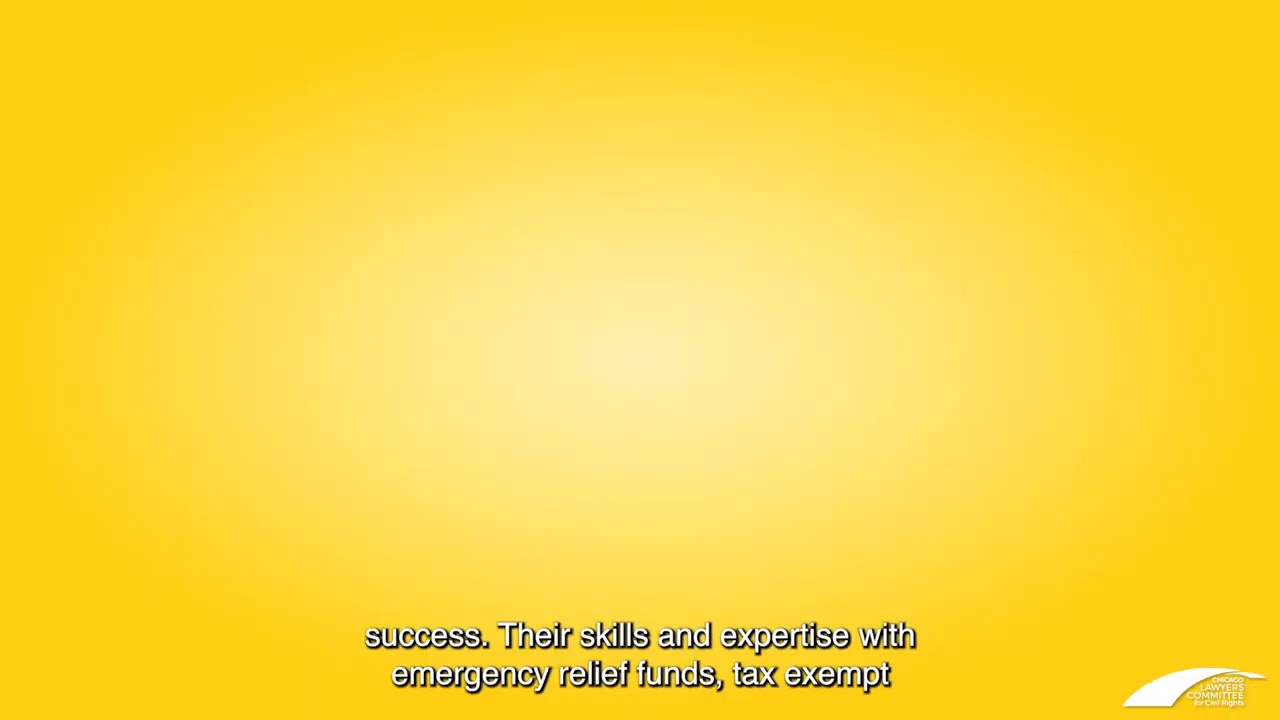 success. Their skills and expertise with
emergency relief funds, tax exempt
CHICAGO
LAWYERS'
COMMITTEE
for Civil Rights